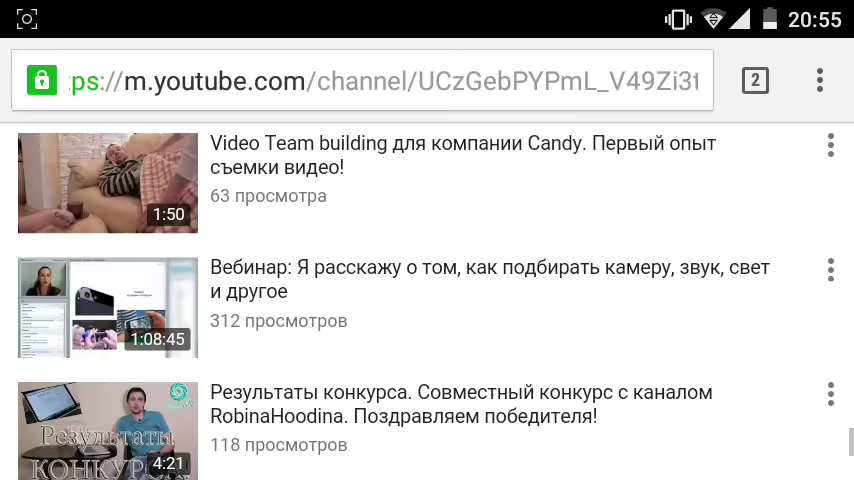 20:55
ps://m.youtube.com/channel/UCzGebPYPmL_V49Zi3t
2
Video Team building для компании Candy. Первый опыт
съемки видео!
63 просмотра
1:50
Вебинар: Я расскажу о том, как подбирать камеру, звук, свет
и другое
312 просмотров
1:08:45
Результаты конкурса. Совместный конкурс с каналом
RobinaHoodina. Поздравляем победителя!
118 просмотров
Результаты
КОНКУРСА
4:21